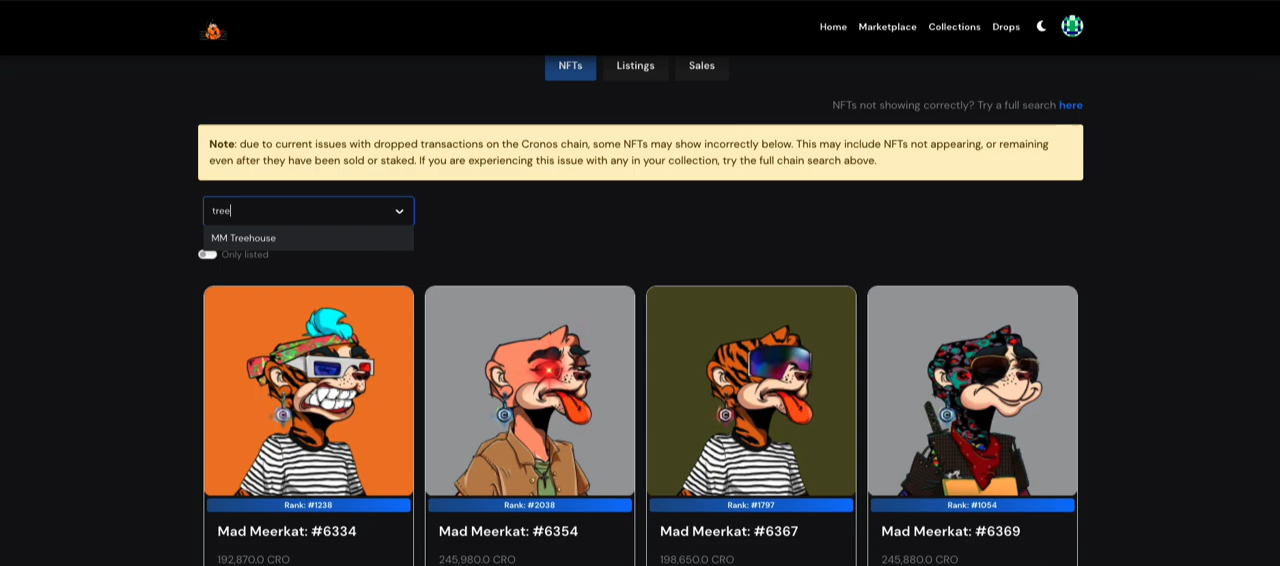 Home Marketplace Collections Drops
NFTs Listings Sales
NFTs not showing correctly? Try a full search here
Note: due to current issues with dropped transactions on the Cronos chain, some NFTs may show incorrectly below. This may include NFTs not appearing, or remaining
even after they have been sold or staked. If you are experiencing this issue with any in your collection, try the full chain search above.
tree
MM Treehouse
Only listed
Rank: #1238
Rank: #2038
Rank: #1797
Rank: #1054
Mad Meerkat: #6334
Mad Meerkat: #6354
Mad Meerkat: #6367
Mad Meerkat: #6369
192,870.0 CRO
245,980.0 CRO
198,650.0 CRO
245,880.0 CRO